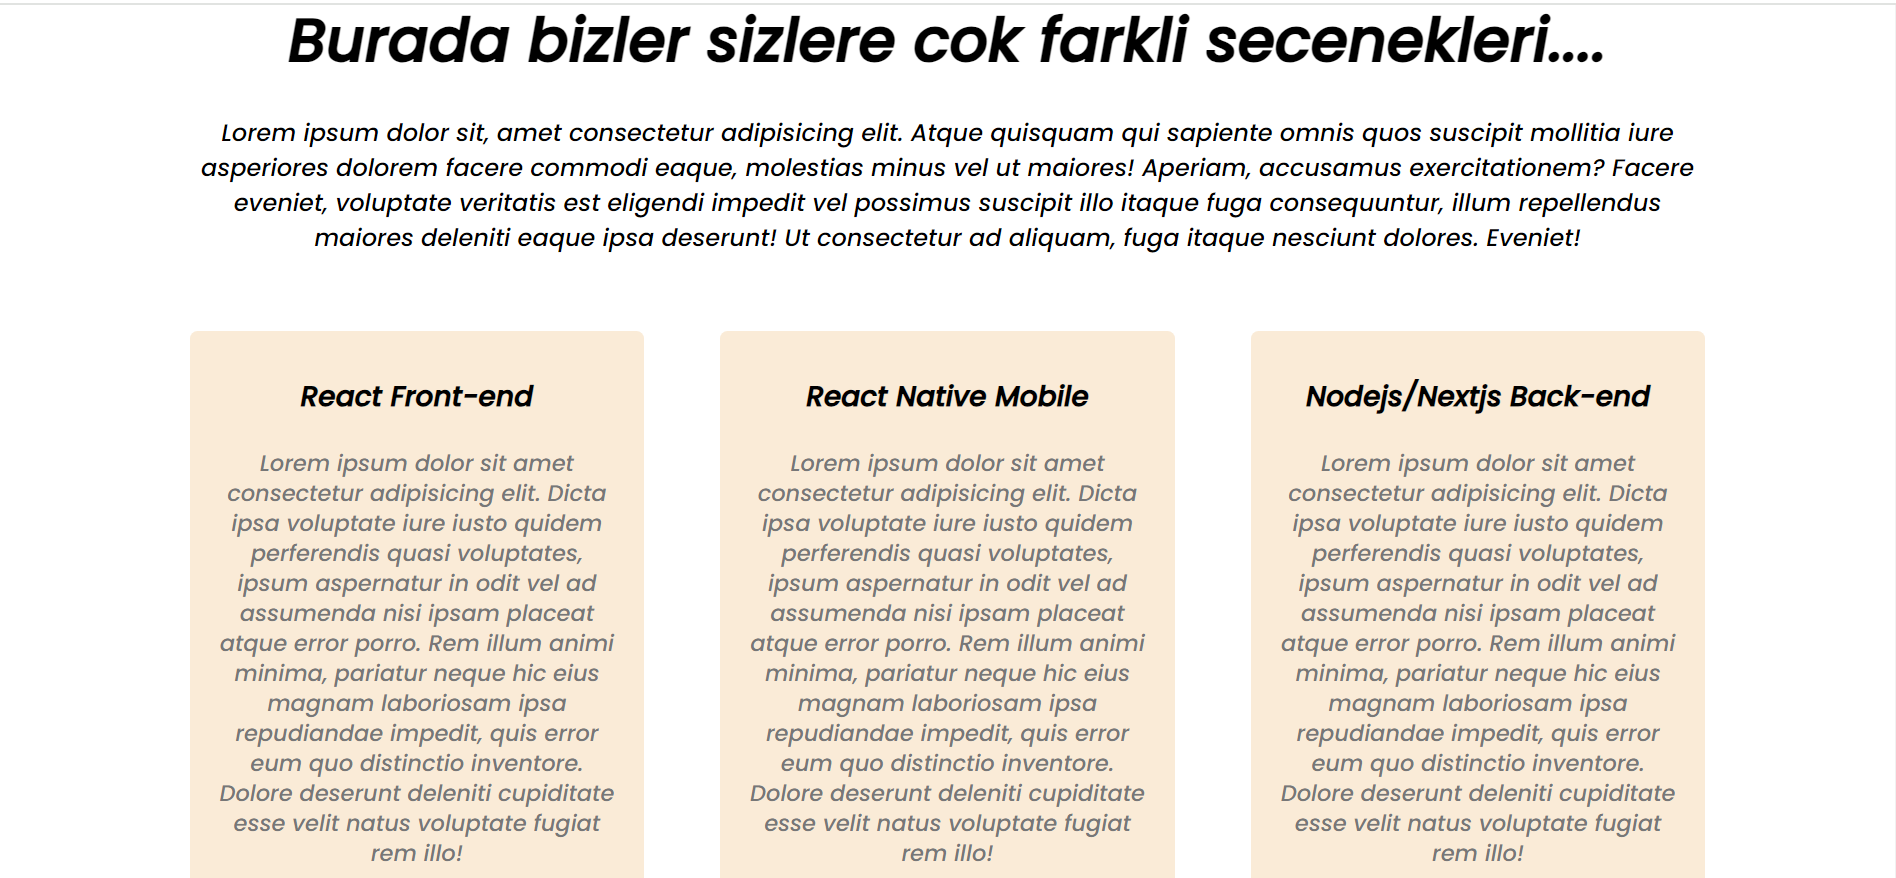 Burada bizler sizlere cok farkli secenekleri....
Lorem ipsum dolor sit, amet consectetur adipisicing elit. Atque quisquam qui sapiente omnis quos suscipit mollitia iure
asperiores dolorem facere commodi eaque, molestias minus vel ut maiores! Aperiam, accusamus exercitationem? Facere
eveniet, voluptate veritatis est eligendi impedit vel possimus suscipit illo itaque fuga consequuntur, illum repellendus
maiores deleniti eaque ipsa deserunt! Ut consectetur ad aliquam, fuga itaque nesciunt dolores. Eveniet!
React Front-end
Lorem ipsum dolor sit amet
consectetur adipisicing elit. Dicta
ipsa voluptate iure iusto quidem
perferendis quasi voluptates,
ipsum aspernatur in odit vel ad
assumenda nisi ipsam placeat
atque error porro. Rem illum animi
minima, pariatur neque hic eius
magnam laboriosam ipsa
repudiandae impedit, quis error
eum quo distinctio inventore.
Dolore deserunt deleniti cupiditate
esse velit natus voluptate fugiat
rem illo!
React Native Mobile
Lorem ipsum dolor sit amet
consectetur adipisicing elit. Dicta
ipsa voluptate iure iusto quidem
perferendis quasi voluptates,
ipsum aspernatur in odit vel ad
assumenda nisi ipsam placeat
atque error porro. Rem illum animi
minima, pariatur neque hic eius
magnam laboriosam ipsa
repudiandae impedit, quis error
eum quo distinctio inventore.
Dolore deserunt deleniti cupiditate
esse velit natus voluptate fugiat
rem illo!
Nodejs/Nextjs Back-end
Lorem ipsum dolor sit amet
consectetur adipisicing elit. Dicta
ipsa voluptate iure iusto quidem
perferendis quasi voluptates,
ipsum aspernatur in odit vel ad
assumenda nisi ipsam placeat
atque error porro. Rem illum animi
minima, pariatur neque hic eius
magnam laboriosam ipsa
repudiandae impedit, quis error
eum quo distinctio inventore.
Dolore deserunt deleniti cupiditate
esse velit natus voluptate fugiat
rem illo!